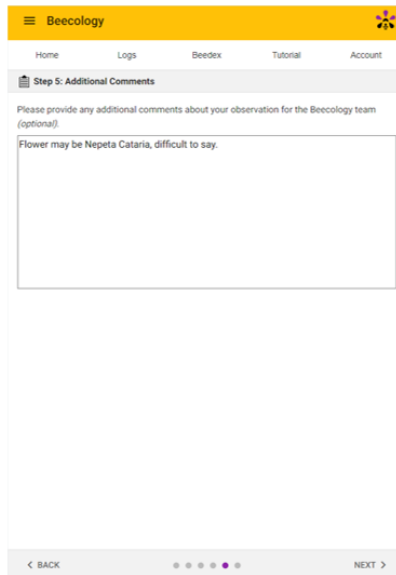 Beecology
Home Logs Beedex Tutorial Account
Step 5: Additional Comments
Please provide any additional comments about your observation for the Beecology team
(optional).
Flower may be Nepeta Cataria, difficult to say.
< BACK NEXT >